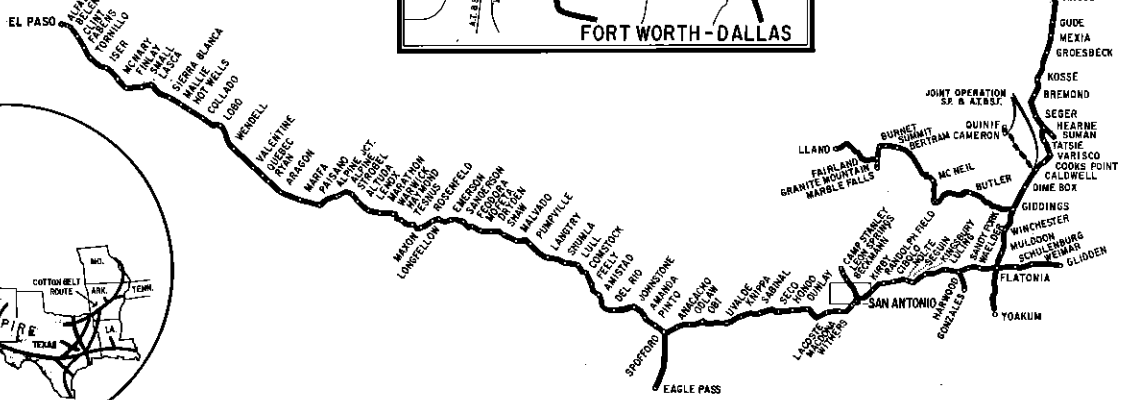 EL PASO
CLINT
FABENS
TORNILLO
ISER
MCNARY
FINLAY
SMALL
LASCA
SIERRA BLANCA
MALLIE
HOT WELLS
COLLADO
LOBO
WENDELL
VALENTINE
QUEBEC
RYAN
ARAGON
MARFA
PAISANO
ALPINE JCT.
ALPINE
STROBEL
ALTUDA
LENOX
MARATHON
WARWICK
HAYMOND
TESNUS
MAXON
LONGFELLOW
ROSENFELD
EMERSON
SANDERSON
FEODORA
MOFETA
DRYDEN
SHAW
MALVADO
PUMPVILLE
LANGTRY
SHUMLA
LULL
COMSTOCK
FEELY
AMISTAD
DEL RIO
JOHNSTONE
AMANDA
PINTO
SPOFFORD
EAGLE PASS
ANACACHO
ODLAW
OBI
UVALDE
KNIPPA
SABINAL
SECO
HONDO
DUNLAY
LACOSTE
MACDONA
WITHERS
CAMP STANLEY
LEON SPRINGS
BECKMANN
SAN ANTONIO
KIRBY
RANDOLPH FIELD
CIBOLO
NOLTE
SEGUIN
KINGSBURY
LULING
HARWOOD
GONZALES
SANDY FORK
WAELDER
FLATONIA
YOAKUM
WINCHESTER
MULDOON
SCHULENBURG
WEIMAR
GLIDDEN
LLANO
FAIRLAND
GRANITE MOUNTAIN
MARBLE FALLS
BURNET
SUMMIT
BERTRAM
MC NEIL
BUTLER
GIDDINGS
DIME BOX
CALDWELL
COOKS POINT
VARISCO
TATSIE
SUMAN
HEARNE
SEGER
BREMOND
KOSSE
GROESBECK
MEXIA
GUDE
JOINT OPERATION
S.P. & A.T.&S.F.
QUINIF
CAMERON
A.T.&S.F.
FORT WORTH-DALLAS
MO.
COTTON BELT
ROUTE
ARK.
TENN.
LA
TEXAS
PIRE